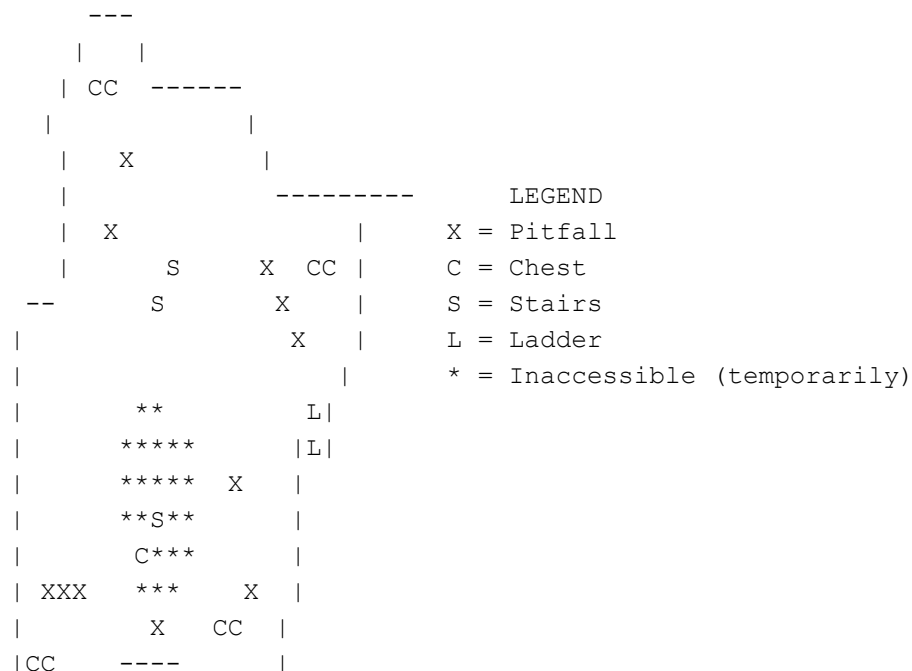 ---
|   |
| CC  ------
|             |
|   X         |
|              ---------      LEGEND
|  X                |     X = Pitfall
|       S     X  CC |     C = Chest
--      S       X    |     S = Stairs
|               X   |     L = Ladder
|                  |      * = Inaccessible (temporarily)
|      **        L|
|      *****      |L|
|      *****  X   |
|      **S**      |
|       C***      |
| XXX   ***    X  |
|        X   CC  |
|CC     ----      |